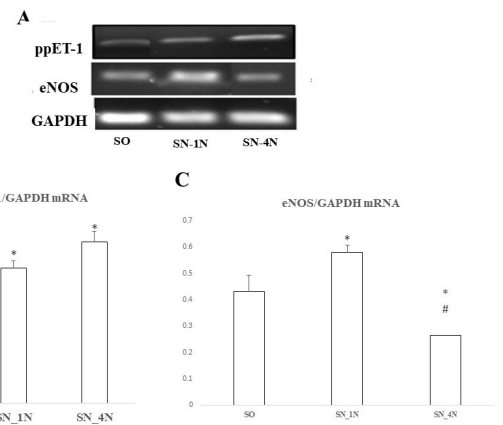 A
ppET-1
eNOS
GAPDH
SO SN-1N SN-4N
/GAPDH mRNA
*
*
SN_1N SN_4N
C
eNOS/GAPDH mRNA
0.7
0.6
0.5
0.4
0.3
0.2
0.1
0
*
*
#
SO SN_1N SN_4N